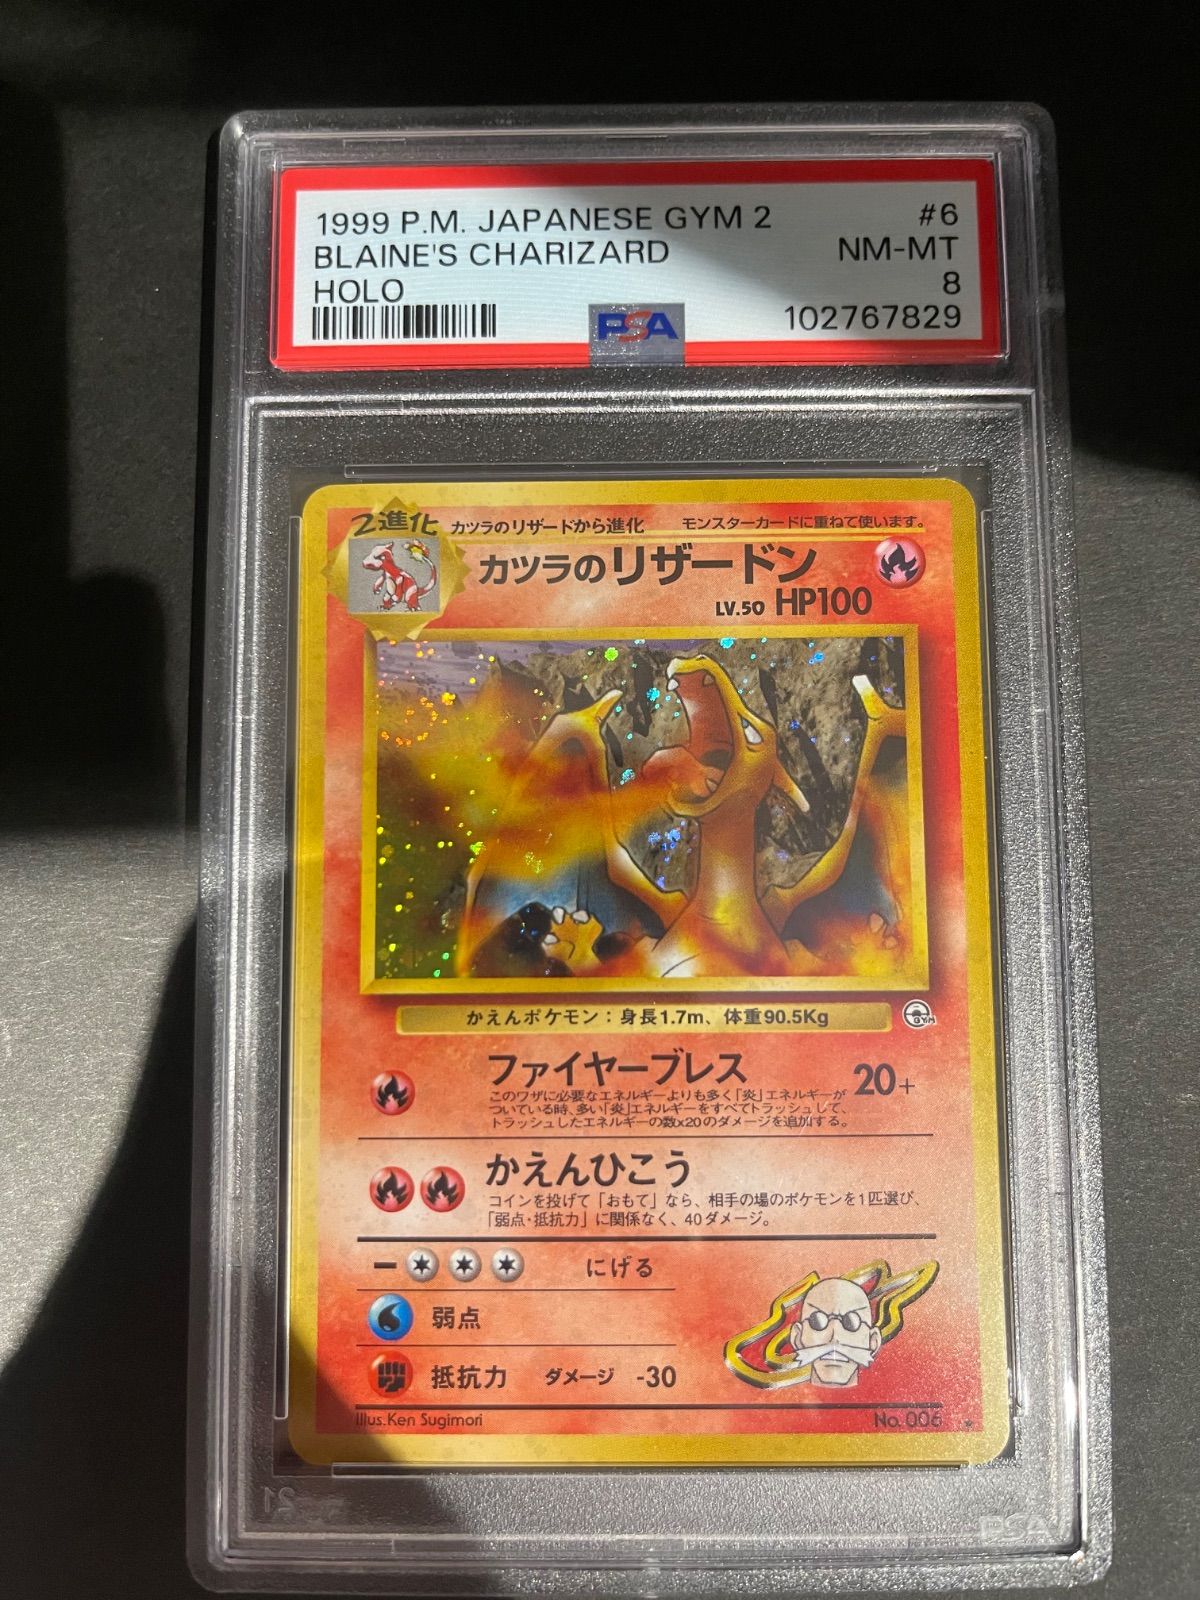 1999 P.M. JAPANESE GYM 2 #6
BLAINE'S CHARIZARD NM-MT
HOLO 8
PSA 102767829
2進化 カツラのリザードから進化 モンスターカードに重ねて使います。
カツラのリザードン
LV.50 HP100
かえんポケモン：身長1.7m、体重90.5Kg
GYM
ファイヤーブレス 20+
このワザに必要なエネルギーよりも多く「炎」エネルギーが
ついている時、多い「炎」エネルギーをすべてトラッシュして、
トラッシュしたエネルギーの数x20のダメージを追加する。
かえんひこう
コインを投げて「おもて」なら、相手の場のポケモンを1匹選び、
「弱点・抵抗力」に関係なく、40ダメージ。
にげる
弱点
抵抗力 ダメージ -30
Illus.Ken Sugimori No. 006 ★
PSA